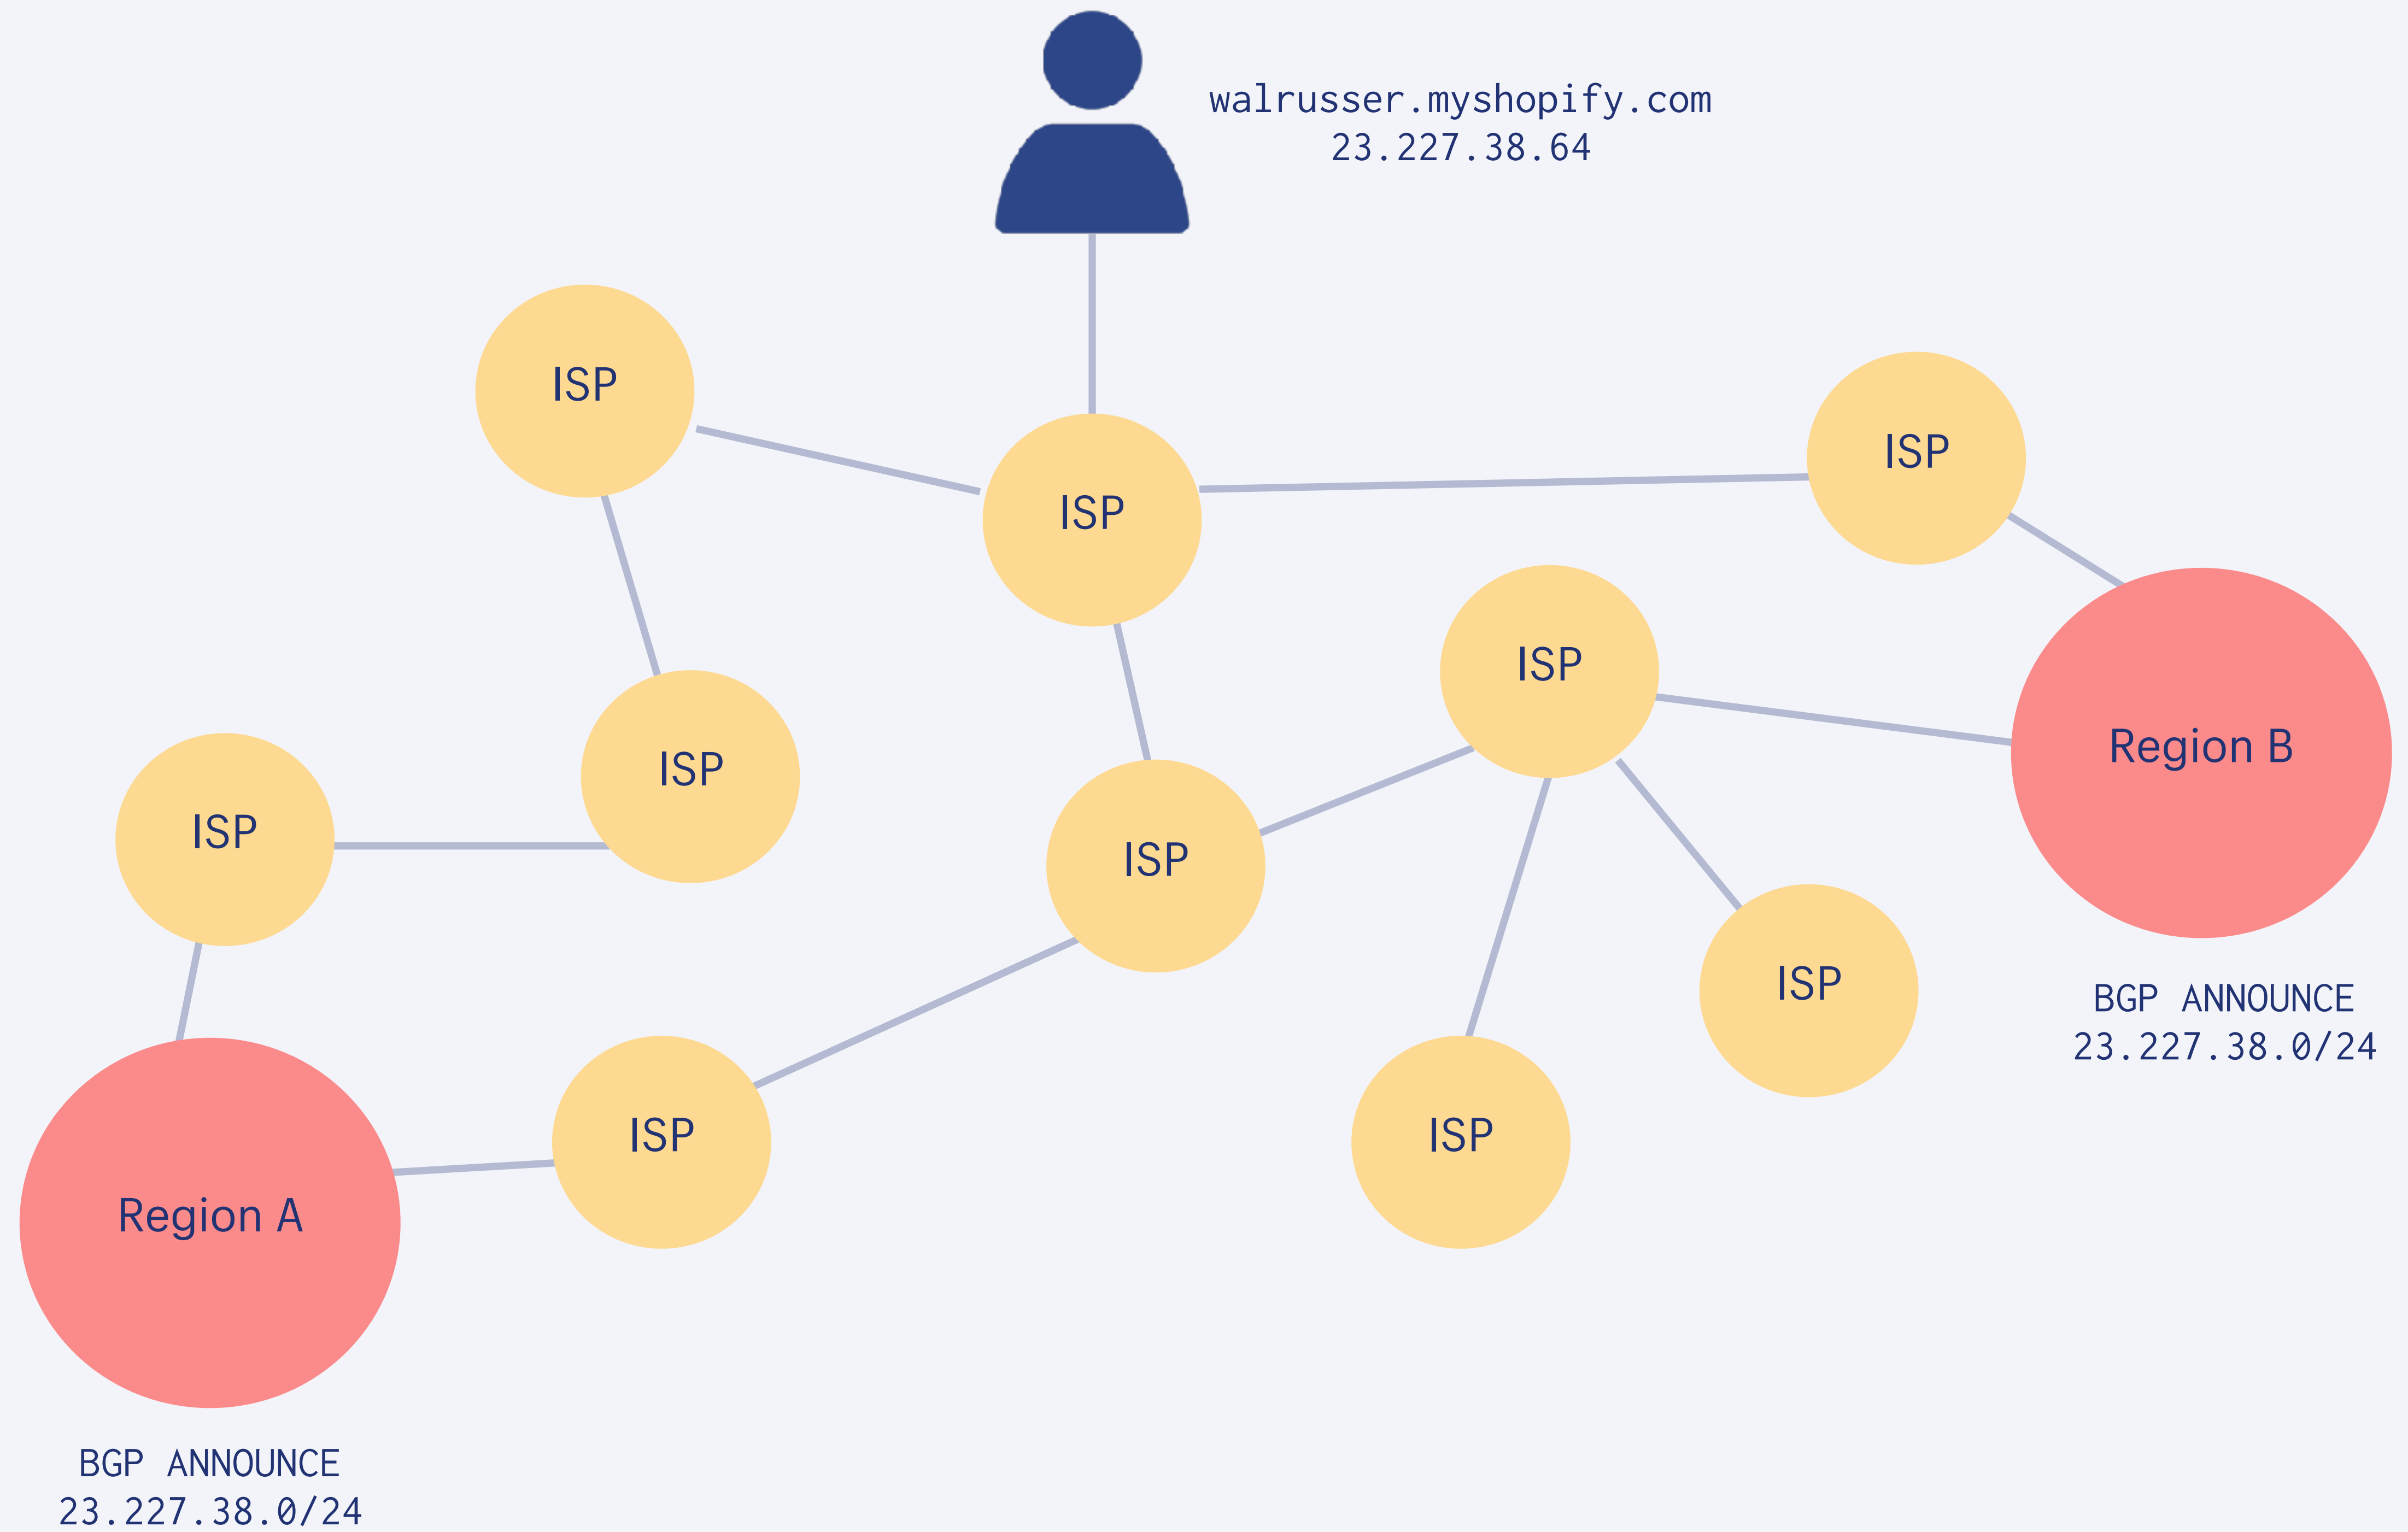 walrusser.myshopify.com
23.227.38.64
ISP
ISP
ISP
ISP
Region B
ISP
ISP
ISP
ISP
BGP ANNOUNCE
23.227.38.0/24
ISP
ISP
Region A
BGP ANNOUNCE
23.227.38.0/24